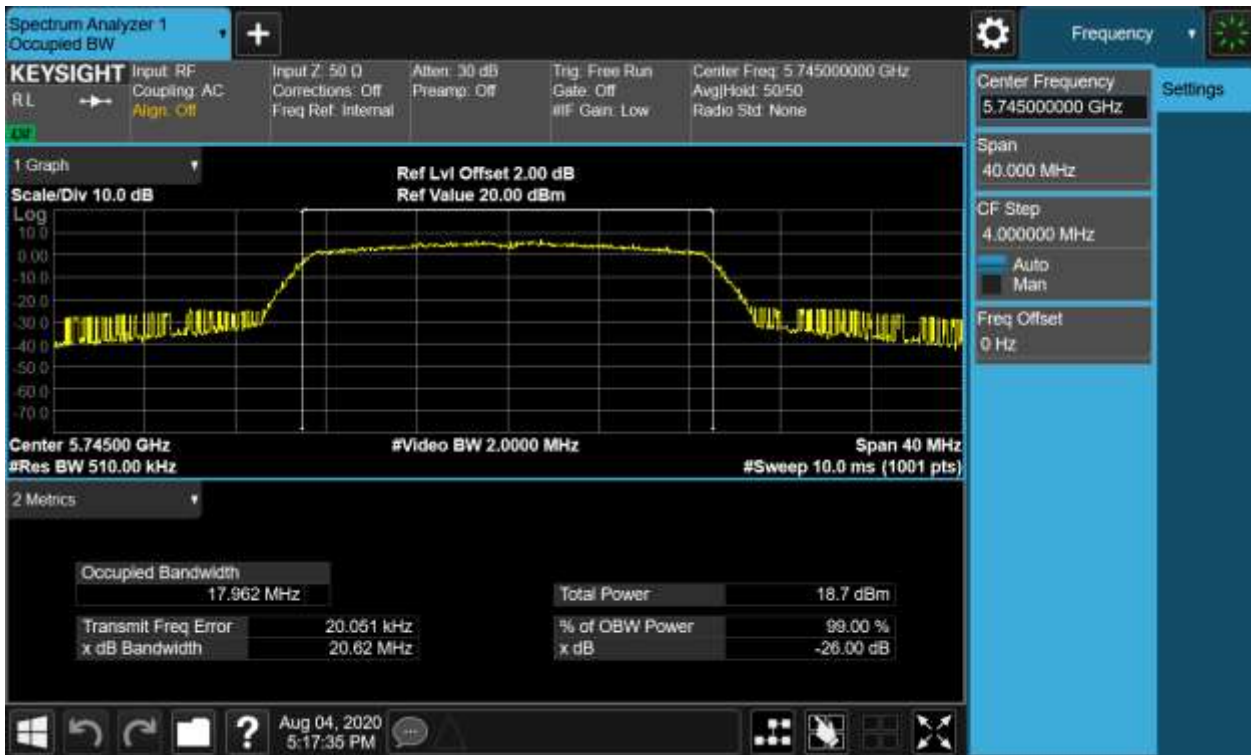 Spectrum Analyzer 1
Occupied BW
+
Frequency
KEYSIGHT
RL
Input: RF
Coupling: AC
Align: Off
Input Z: 50 Ω
Corrections: Off
Freq Ref: Internal
Atten: 30 dB
Preamp: Off
Trig: Free Run
Gate: Off
#IF Gain: Low
Center Freq: 5.745000000 GHz
Avg|Hold: 50/50
Radio Std: None
Center Frequency
5.745000000 GHz
Settings
Span
40.000 MHz
CF Step
4.000000 MHz
Auto
Man
Freq Offset
0 Hz
1 Graph
Scale/Div 10.0 dB
Ref Lvl Offset 2.00 dB
Ref Value 20.00 dBm
Log
10.0
0.00
-10.0
-20.0
-30.0
-40.0
-50.0
-60.0
-70.0
Center 5.74500 GHz
#Video BW 2.0000 MHz
Span 40 MHz
#Res BW 510.00 kHz
#Sweep 10.0 ms (1001 pts)
2 Metrics
Occupied Bandwidth
17.962 MHz
Total Power 18.7 dBm
Transmit Freq Error 20.051 kHz
% of OBW Power 99.00 %
x dB Bandwidth 20.62 MHz
x dB -26.00 dB
?
Aug 04, 2020
5:17:35 PM